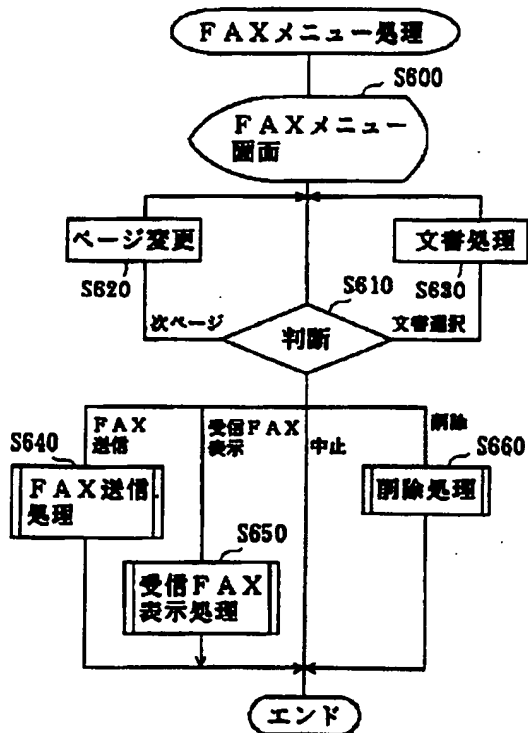 FAXメニュー処理
S600
FAXメニュー
画面
ページ変更
文書処理
S620
S630
S610
次ページ
判断
文書選択
FAX
送信
受信FAX
表示
中止
削除
S640
S660
FAX送信
処理
削除処理
S650
受信FAX
表示処理
エンド